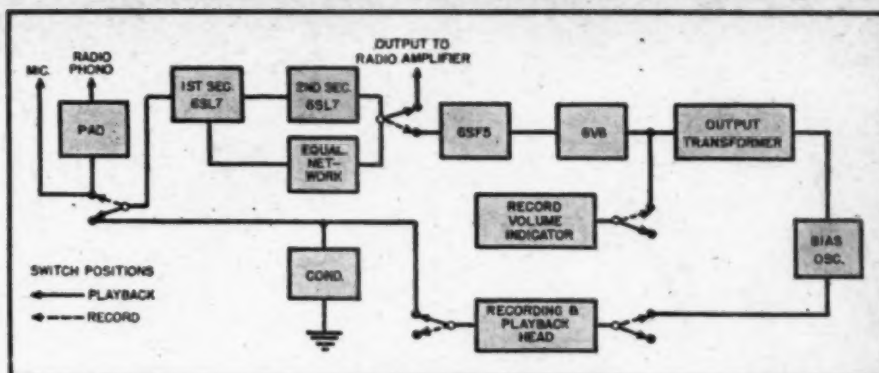 MIC.
RADIO
PHONO
PAD
1ST SEC.
6SL7
2ND SEC.
6SL7
EQUAL.
NET-
WORK
OUTPUT TO
RADIO AMPLIFIER
6SF5
6V6
OUTPUT
TRANSFORMER
RECORD
VOLUME
INDICATOR
BIAS
OSC.
COND.
RECORDING &
PLAYBACK
HEAD
SWITCH POSITIONS
PLAYBACK
RECORD